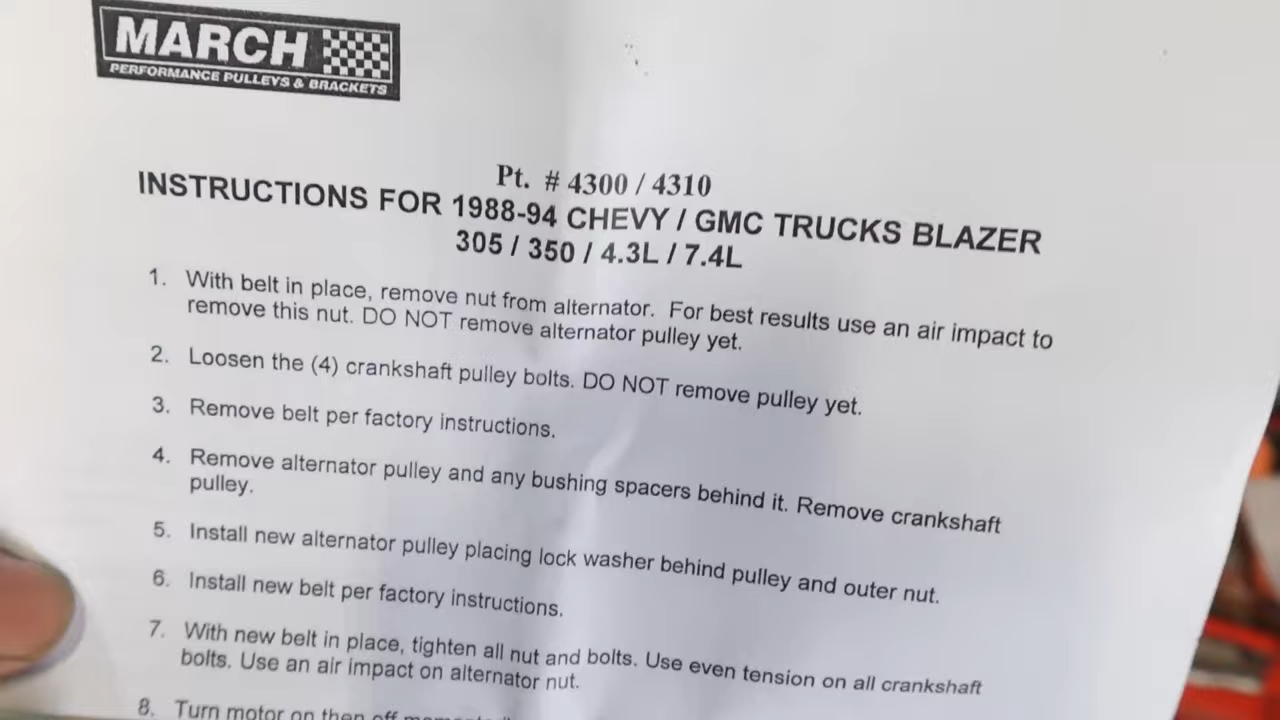 MARCH
PERFORMANCE PULLEYS & BRACKETS
Pt. # 4300 / 4310
INSTRUCTIONS FOR 1988-94 CHEVY / GMC TRUCKS BLAZER
305 / 350 / 4.3L / 7.4L
1. With belt in place, remove nut from alternator. For best results use an air impact to
remove this nut. DO NOT remove alternator pulley yet.
2. Loosen the (4) crankshaft pulley bolts. DO NOT remove pulley yet.
3. Remove belt per factory instructions.
4. Remove alternator pulley and any bushing spacers behind it. Remove crankshaft
pulley.
5. Install new alternator pulley placing lock washer behind pulley and outer nut.
6. Install new belt per factory instructions.
7. With new belt in place, tighten all nut and bolts. Use even tension on all crankshaft
bolts. Use an air impact on alternator nut.
8. Turn motor on then off